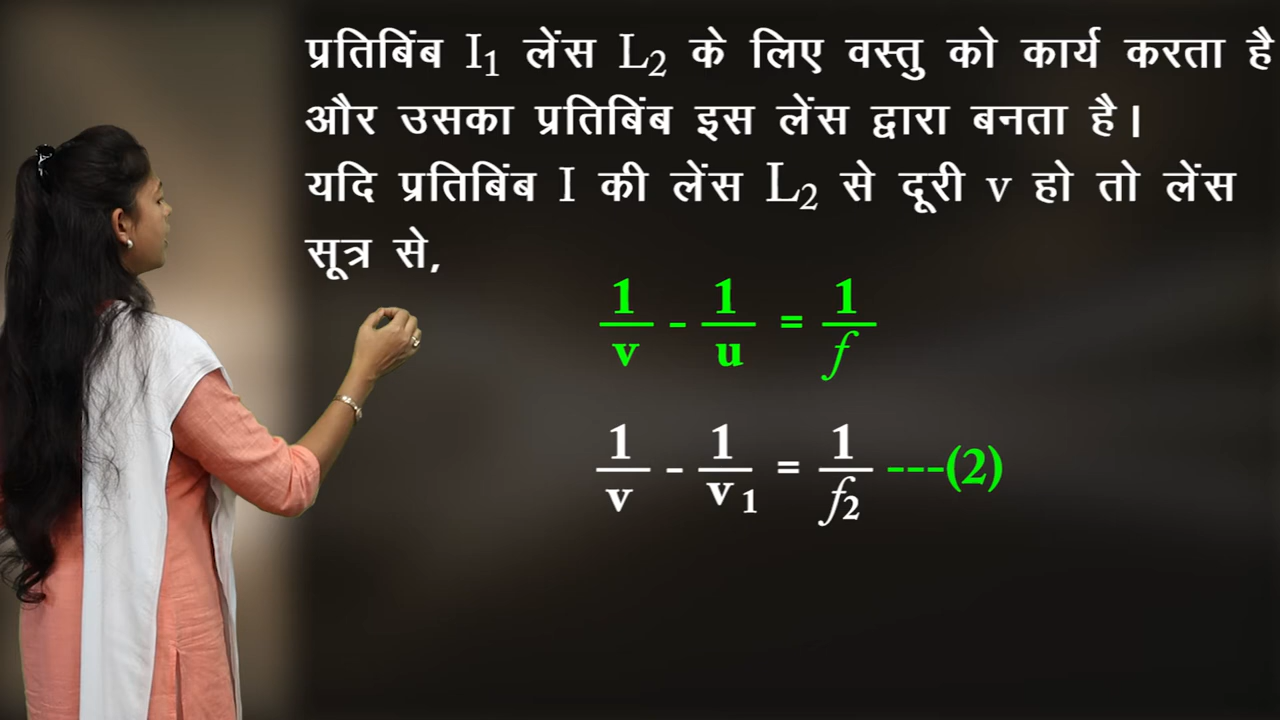 प्रतिबिंब I₁ लेंस L₂ के लिए वस्तु को कार्य करता है
और उसका प्रतिबिंब इस लेंस द्वारा बनता है।
यदि प्रतिबिंब I की लेंस L₂ से दूरी v हो तो लेंस
सूत्र से,
1/v - 1/u = 1/f
1/v - 1/v₁ = 1/f₂ ---(2)